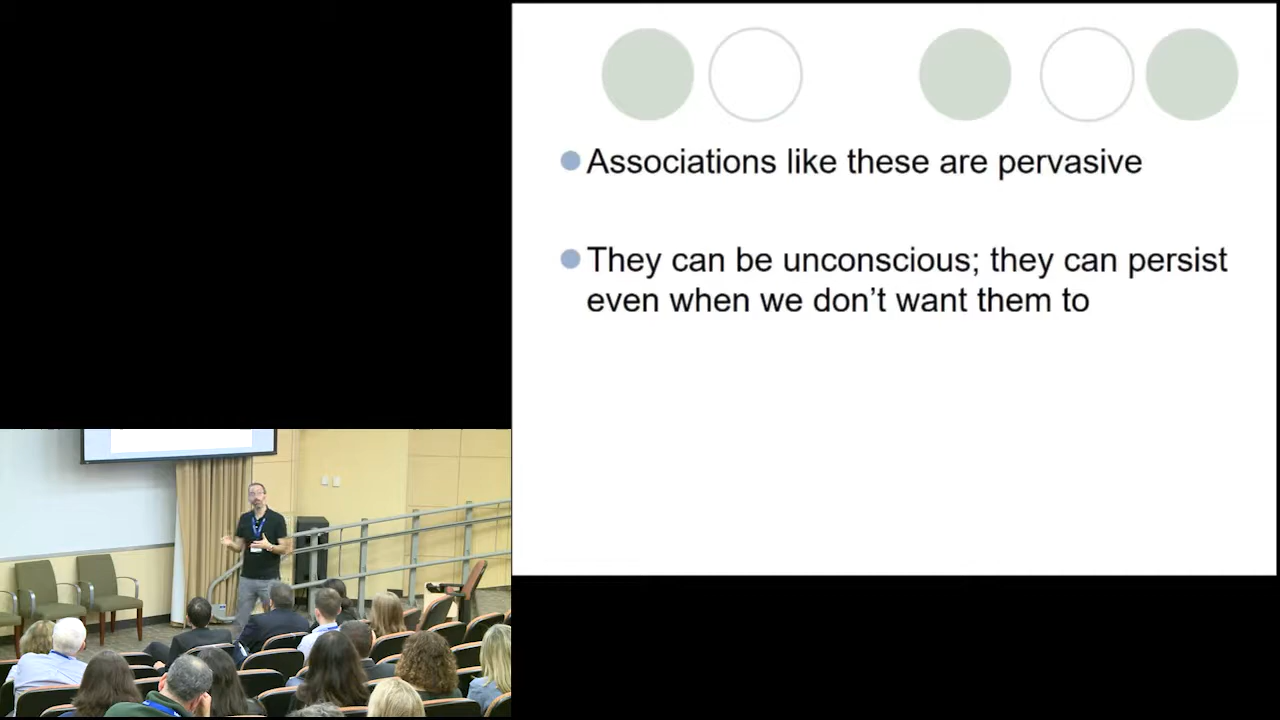 Associations like these are pervasive
They can be unconscious; they can persist
even when we don't want them to